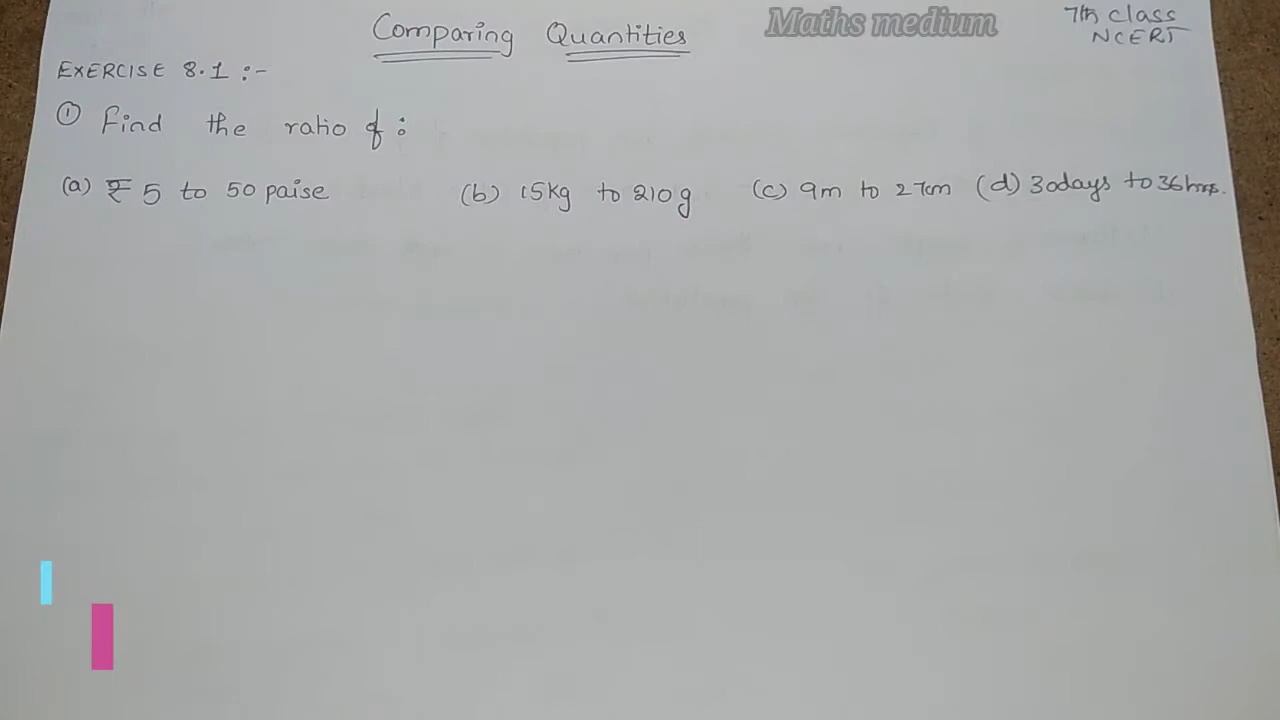 Comparing Quantities
Maths medium
7th class
NCERT
EXERCISE 8.1 :-
① Find the ratio of :
(a) ₹ 5 to 50 paise (b) 15Kg to 210g (c) 9m to 27cm (d) 30days to 36hrs.